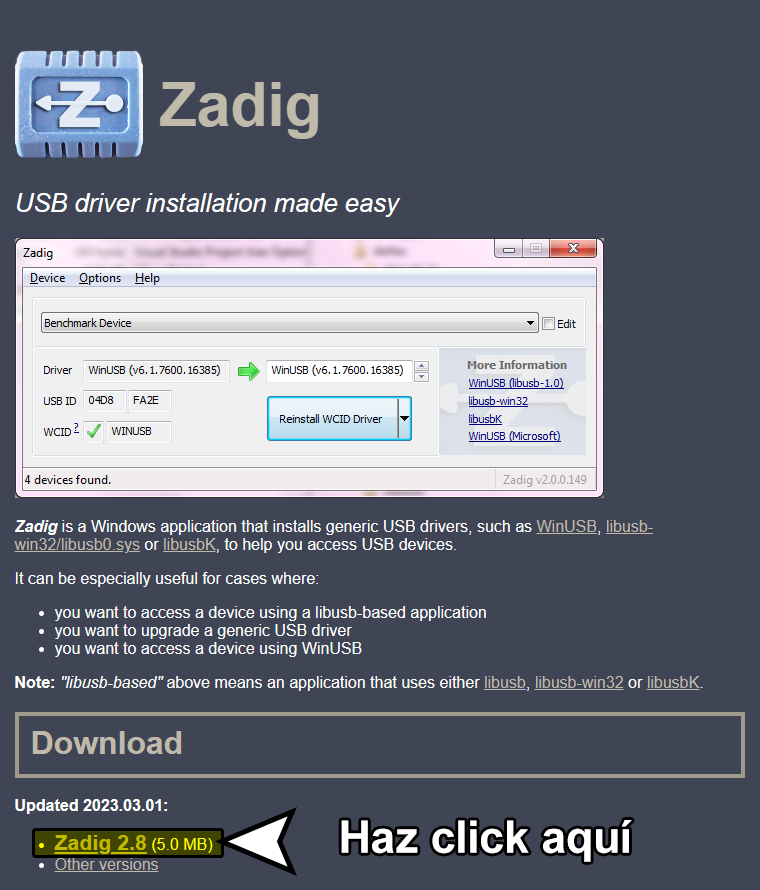 Z
Zadig
USB driver installation made easy
Zadig
Device Options Help
Benchmark Device Edit
Driver WinUSB (v6.1.7600.16385) WinUSB (v6.1.7600.16385)
USB ID 04D8 FA2E
WCID ? WINUSB
Reinstall WCID Driver
More Information
WinUSB (libusb-1.0)
libusb-win32
libusbK
WinUSB (Microsoft)
4 devices found. Zadig v2.0.0.149
Zadig is a Windows application that installs generic USB drivers, such as WinUSB, libusb-
win32/libusb0.sys or libusbK, to help you access USB devices.
It can be especially useful for cases where:
• you want to access a device using a libusb-based application
• you want to upgrade a generic USB driver
• you want to access a device using WinUSB
Note: "libusb-based" above means an application that uses either libusb, libusb-win32 or libusbK.
Download
Updated 2023.03.01:
• Zadig 2.8 (5.0 MB)
Haz click aquí
• Other versions